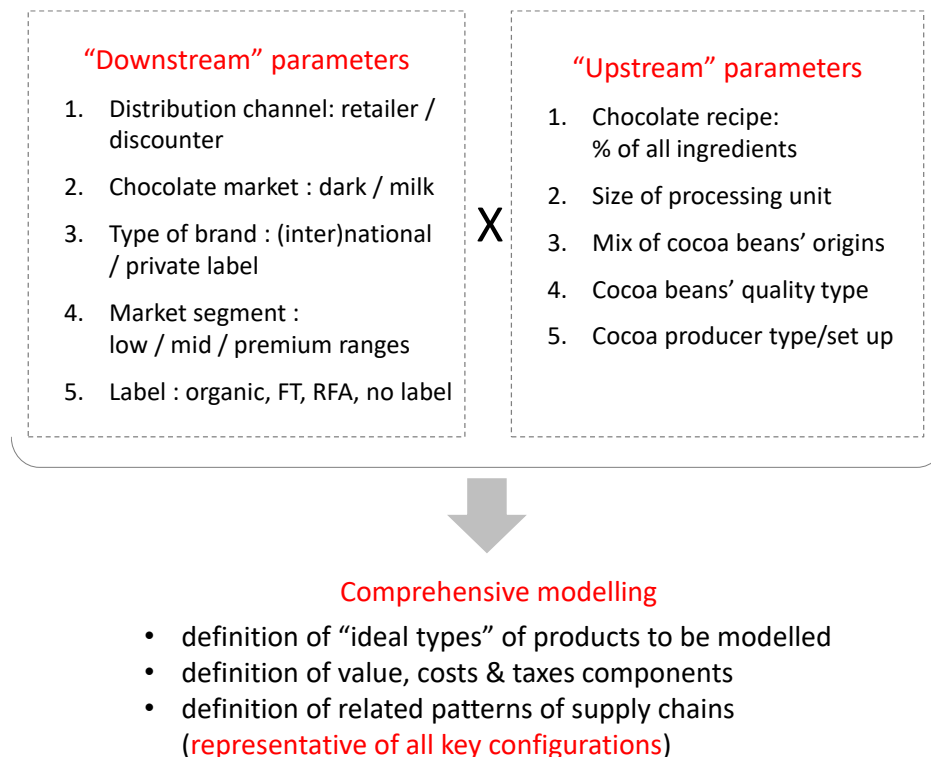 “Downstream” parameters
1. Distribution channel: retailer /
discounter
2. Chocolate market : dark / milk
3. Type of brand : (inter)national
/ private label
4. Market segment :
low / mid / premium ranges
5. Label : organic, FT, RFA, no label
X
“Upstream” parameters
1. Chocolate recipe:
% of all ingredients
2. Size of processing unit
3. Mix of cocoa beans’ origins
4. Cocoa beans’ quality type
5. Cocoa producer type/set up
Comprehensive modelling
• definition of “ideal types” of products to be modelled
• definition of value, costs & taxes components
• definition of related patterns of supply chains
(representative of all key configurations)